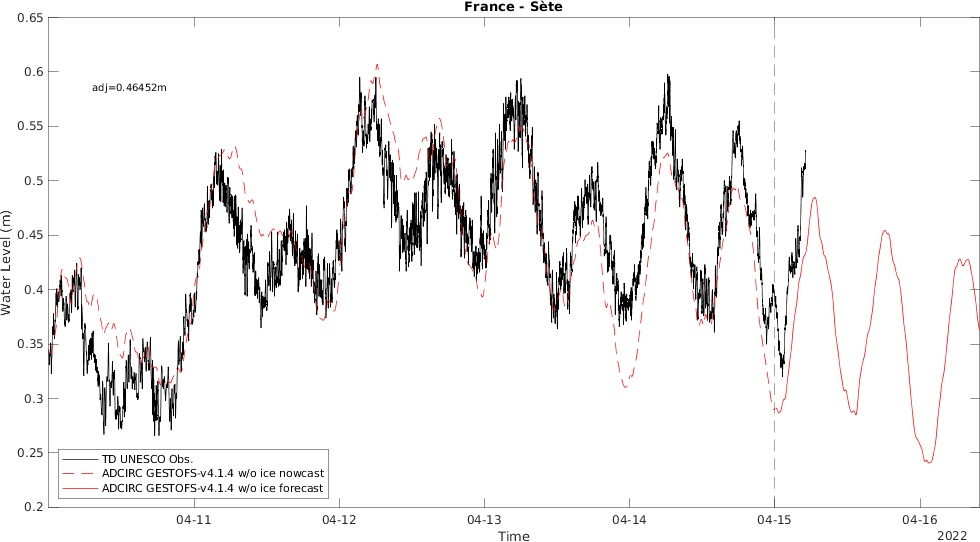 France - Sète
0.65
0.6
0.55
0.5
0.45
0.4
0.35
0.3
0.25
0.2
Water Level (m)
adj=0.46452m
TD UNESCO Obs.
ADCIRC GESTOFS-v4.1.4 w/o ice nowcast
ADCIRC GESTOFS-v4.1.4 w/o ice forecast
04-11 04-12 04-13 04-14 04-15 04-16
Time
2022